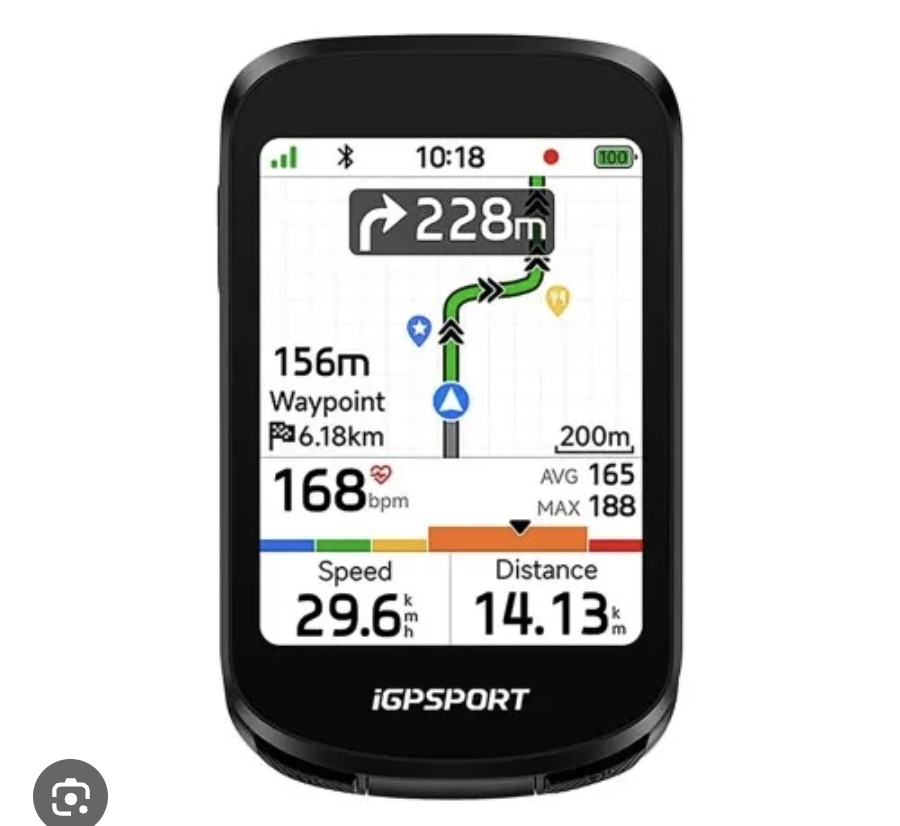 10:18
100
228m
156m
Waypoint
6.18km
200m
168 bpm
AVG 165
MAX 188
Speed
Distance
29.6 kmh
14.13 km
iGPSPORT